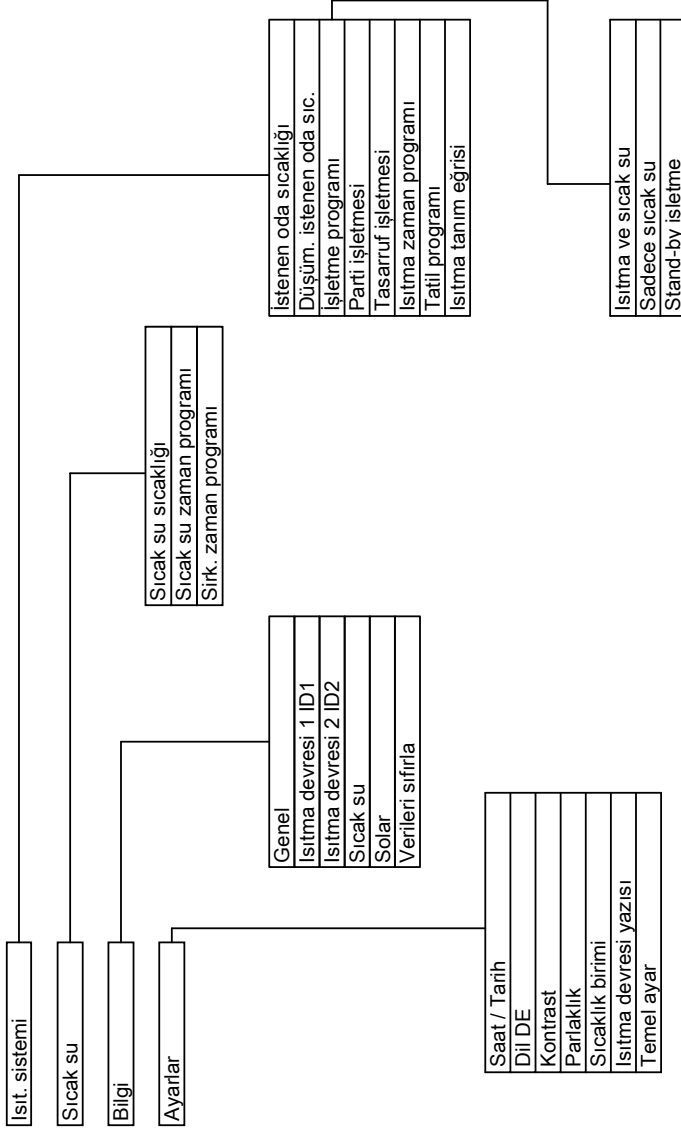 Isıt. sistemi
Sıcak su
Bilgi
Ayarlar
İstenen oda sıcaklığı
Düşüm. istenen oda sıc.
İşletme programı
Parti işletmesi
Tasarruf işletmesi
Isıtma zaman programı
Tatil programı
Isıtma tanım eğrisi
Isıtma ve sıcak su
Sadece sıcak su
Stand-by işletme
Sıcak su sıcaklığı
Sıcak su zaman programı
Sirk. zaman programı
Genel
Isıtma devresi 1 ID1
Isıtma devresi 2 ID2
Sıcak su
Solar
Verileri sıfırla
Saat / Tarih
Dil DE
Kontrast
Parlaklık
Sıcaklık birimi
Isıtma devresi yazısı
Temel ayar